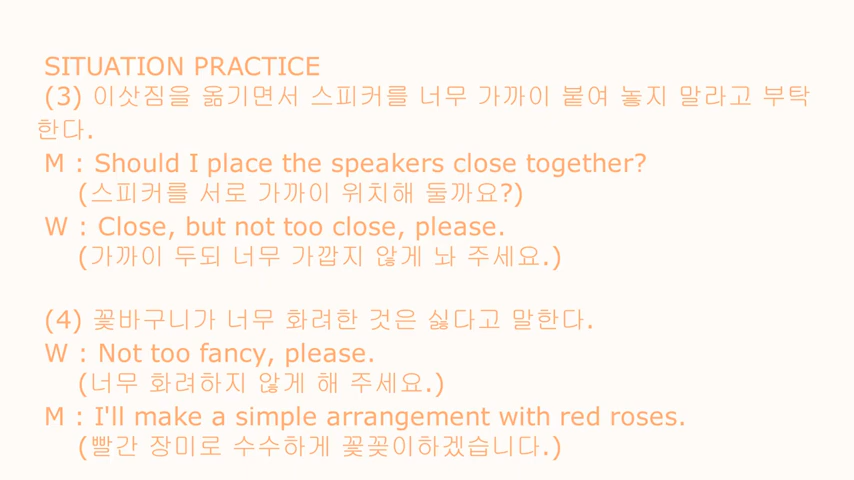 SITUATION PRACTICE
(3) 이삿짐을 옮기면서 스피커를 너무 가까이 붙여 놓지 말라고 부탁
한다.
M : Should I place the speakers close together?
(스피커를 서로 가까이 위치해 둘까요?)
W : Close, but not too close, please.
(가까이 두되 너무 가깝지 않게 놔 주세요.)
(4) 꽃바구니가 너무 화려한 것은 싫다고 말한다.
W : Not too fancy, please.
(너무 화려하지 않게 해 주세요.)
M : I'll make a simple arrangement with red roses.
(빨간 장미로 수수하게 꽃꽂이하겠습니다.)